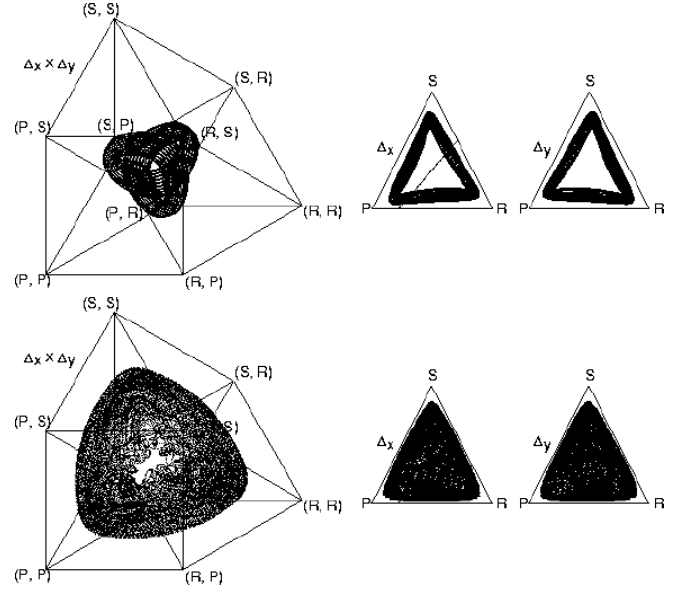 (S, S)
Δx × Δy
(S, R)
S
S
(P, S)
(S, P)
(R, S)
Δx
Δy
(P, R)
(R, R)
P
R
P
R
(P, P)
(R, P)
(S, S)
Δx × Δy
(S, R)
S
S
(P, S)
S)
Δx
Δy
(R, R)
P
R
P
R
(P, P)
(R, P)